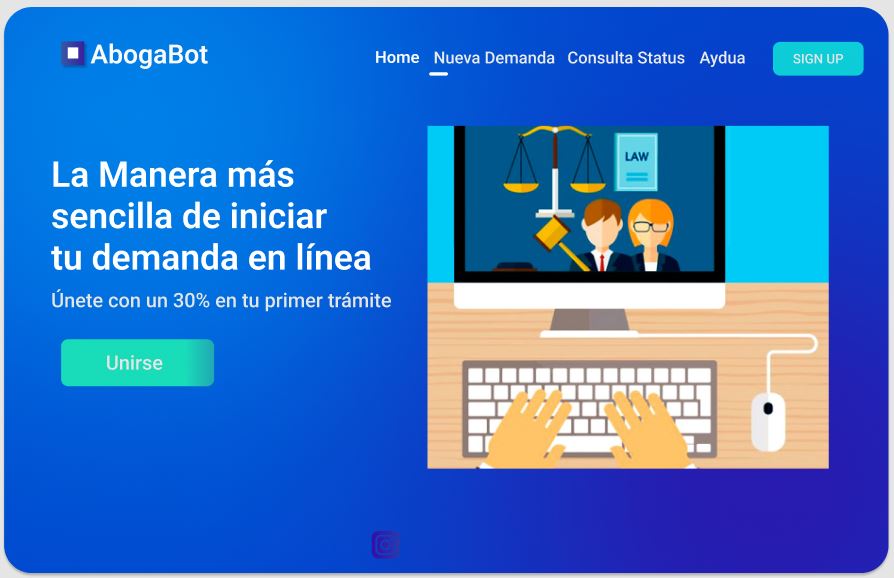 AbogaBot
Home Nueva Demanda Consulta Status Aydua SIGN UP
La Manera más
sencilla de iniciar
tu demanda en línea
Únete con un 30% en tu primer trámite
Unirse
LAW